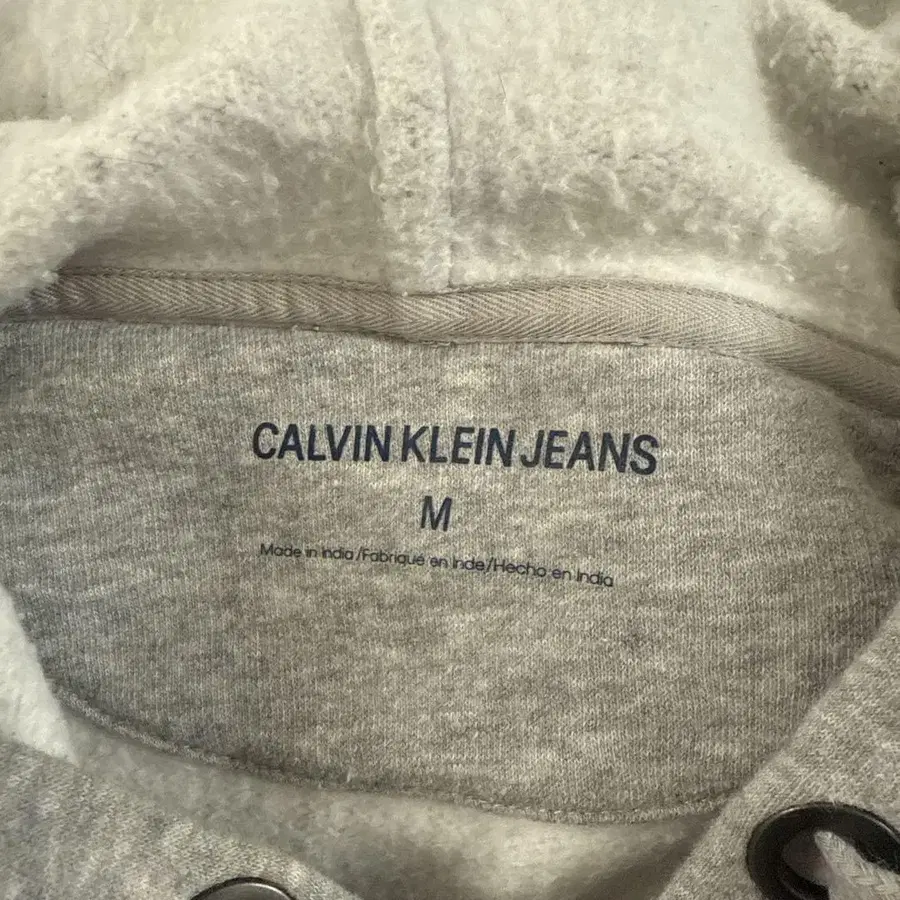 CALVIN KLEIN JEANS
M
Made in India/Fabriqué en Inde/Hecho en India